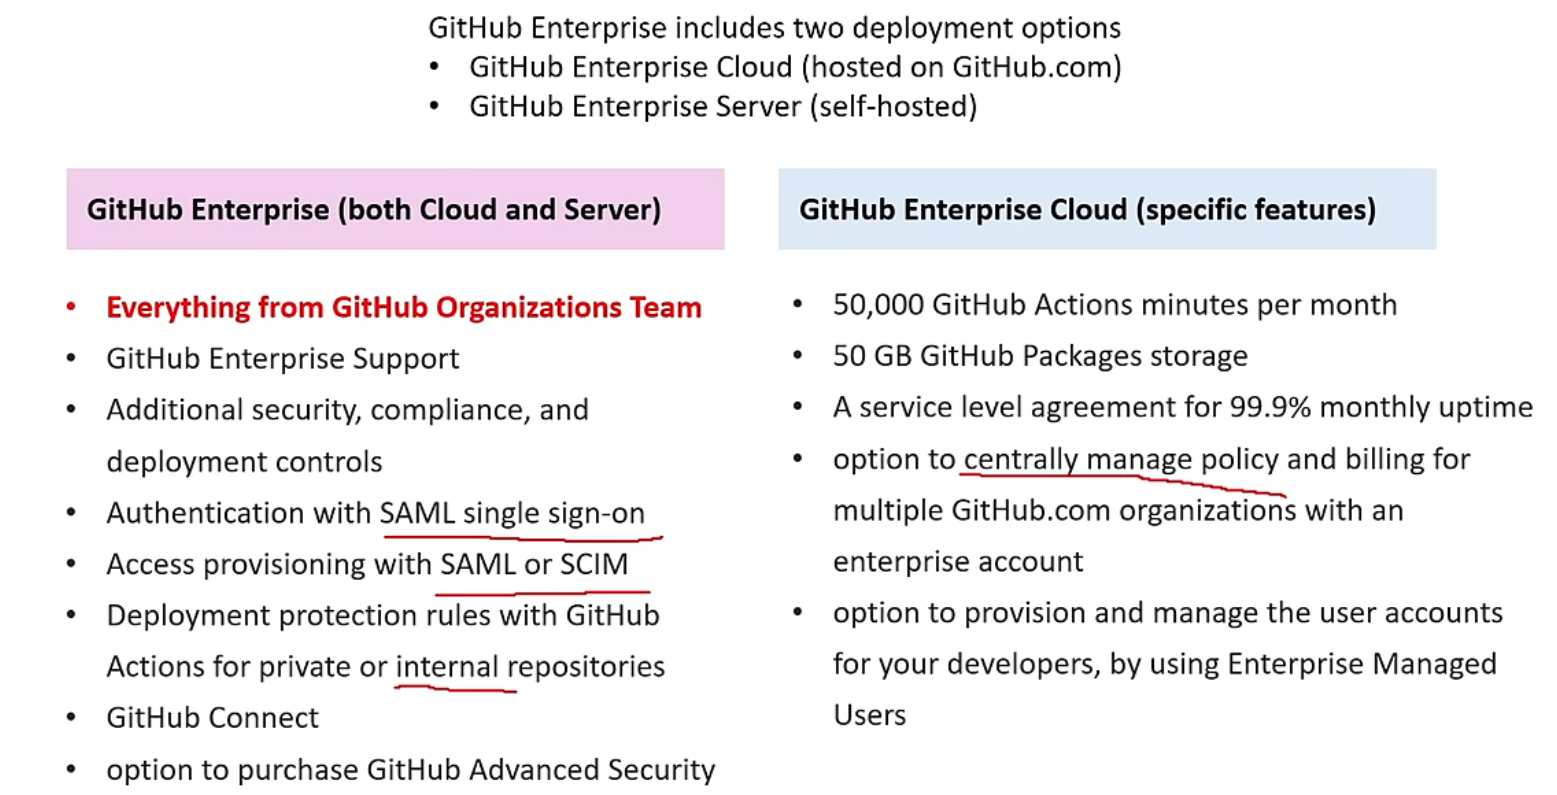 GitHub Enterprise includes two deployment options
• GitHub Enterprise Cloud (hosted on GitHub.com)
• GitHub Enterprise Server (self-hosted)
GitHub Enterprise (both Cloud and Server)
• Everything from GitHub Organizations Team
• GitHub Enterprise Support
• Additional security, compliance, and
deployment controls
• Authentication with SAML single sign-on
• Access provisioning with SAML or SCIM
• Deployment protection rules with GitHub
Actions for private or internal repositories
• GitHub Connect
• option to purchase GitHub Advanced Security
GitHub Enterprise Cloud (specific features)
• 50,000 GitHub Actions minutes per month
• 50 GB GitHub Packages storage
• A service level agreement for 99.9% monthly uptime
• option to centrally manage policy and billing for
multiple GitHub.com organizations with an
enterprise account
• option to provision and manage the user accounts
for your developers, by using Enterprise Managed
Users